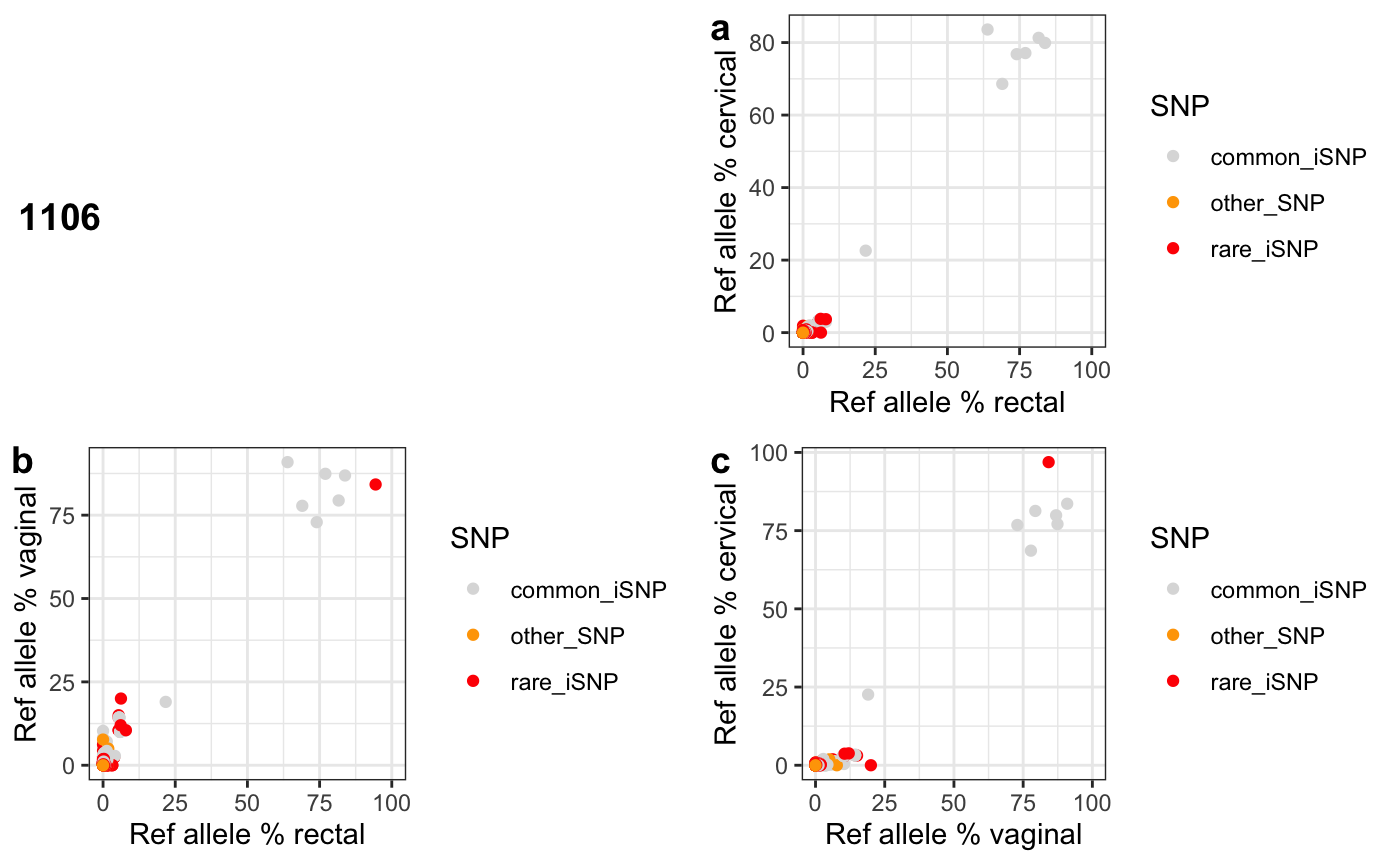 1106
a
Ref allele % cervical
80
60
40
20
0
0 25 50 75 100
Ref allele % rectal
SNP
common_iSNP
other_SNP
rare_iSNP
b
Ref allele % vaginal
75
50
25
0
0 25 50 75 100
Ref allele % rectal
SNP
common_iSNP
other_SNP
rare_iSNP
c
Ref allele % cervical
100
75
50
25
0
0 25 50 75 100
Ref allele % vaginal
SNP
common_iSNP
other_SNP
rare_iSNP